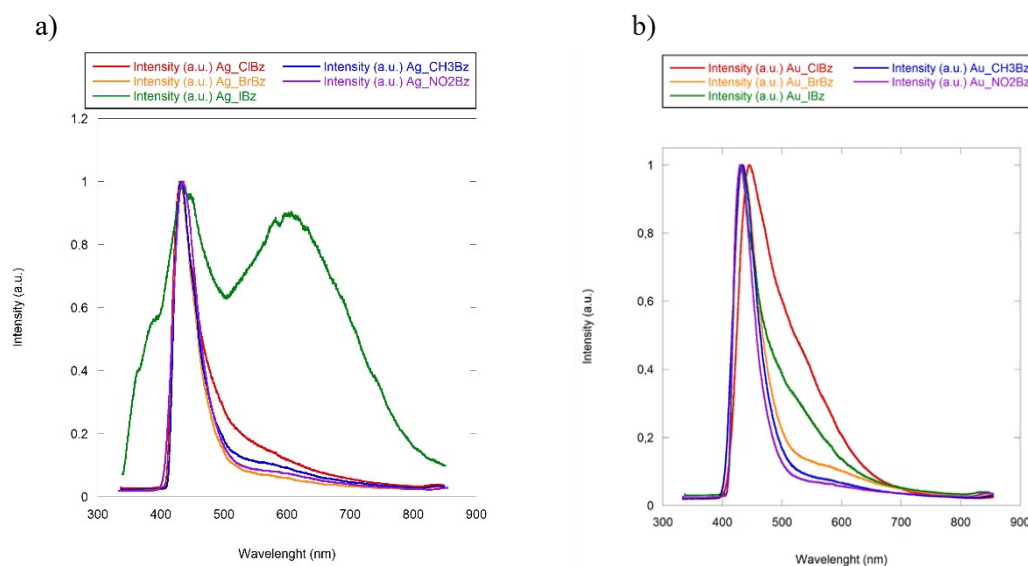 a)
Intensity (a.u.) Ag_ClBz Intensity (a.u.) Ag_CH3Bz
Intensity (a.u.) Ag_BrBz Intensity (a.u.) Ag_NO2Bz
Intensity (a.u.) Ag_IBz
1.2
1
0.8
0.6
0.4
0.2
0
300 400 500 600 700 800 900
Intensity (a.u.)
Wavelenght (nm)
b)
Intensity (a.u.) Au_ClBz Intensity (a.u.) Au_CH3Bz
Intensity (a.u.) Au_BrBz Intensity (a.u.) Au_NO2Bz
Intensity (a.u.) Au_IBz
1
0,8
0,6
0,4
0,2
0
300 400 500 600 700 800 900
Intensity (a.u.)
Wavelenght (nm)